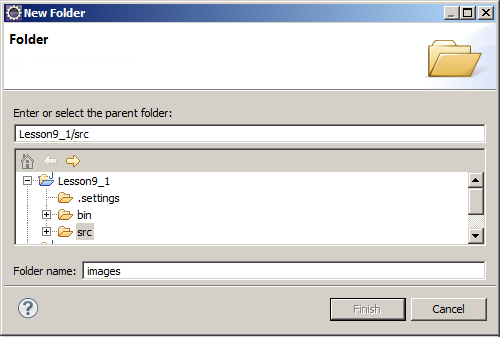 New Folder
Folder
Enter or select the parent folder:
Lesson9_1/src
Lesson9_1
.settings
bin
src
Folder name: images
Finish Cancel